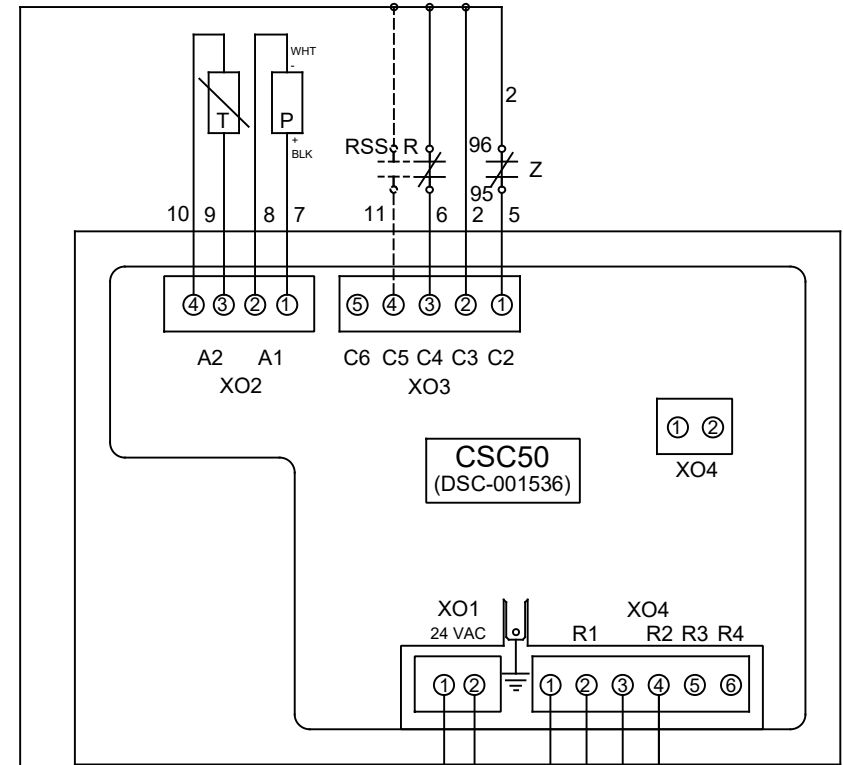 WHT
-
2
T
P
+
BLK
RSS R
96
Z
95
10 9 8 7 11 6 2 5
4 3 2 1
5 4 3 2 1
A2 A1
C6 C5 C4 C3 C2
XO2
XO3
1 2
XO4
CSC50
(DSC-001536)
XO1
24 VAC
XO4
R1 R2 R3 R4
1 2
1 2 3 4 5 6